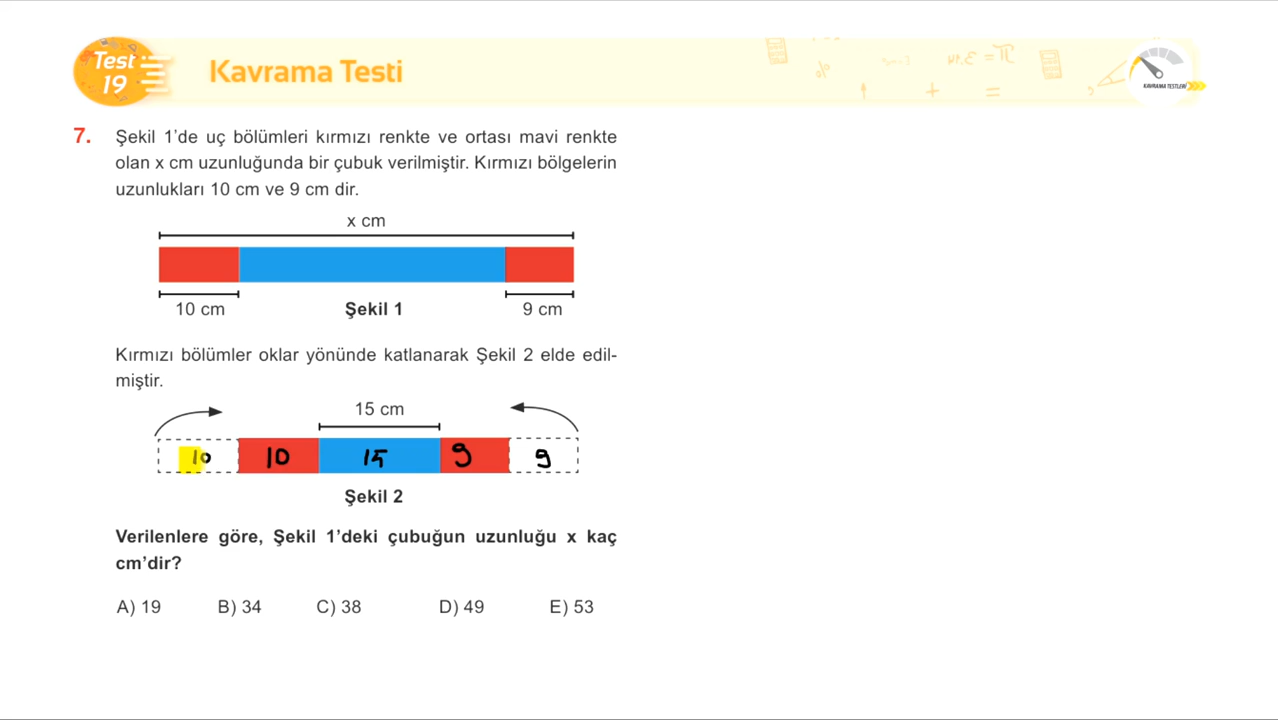 Test
19
Kavrama Testi
KAVRAMA TESTLERİ
7. Şekil 1'de uç bölümleri kırmızı renkte ve ortası mavi renkte
olan x cm uzunluğunda bir çubuk verilmiştir. Kırmızı bölgelerin
uzunlukları 10 cm ve 9 cm dir.
x cm
10 cm Şekil 1 9 cm
Kırmızı bölümler oklar yönünde katlanarak Şekil 2 elde edil-
miştir.
15 cm
10 10 15 9 9
Şekil 2
Verilenlere göre, Şekil 1'deki çubuğun uzunluğu x kaç
cm'dir?
A) 19 B) 34 C) 38 D) 49 E) 53